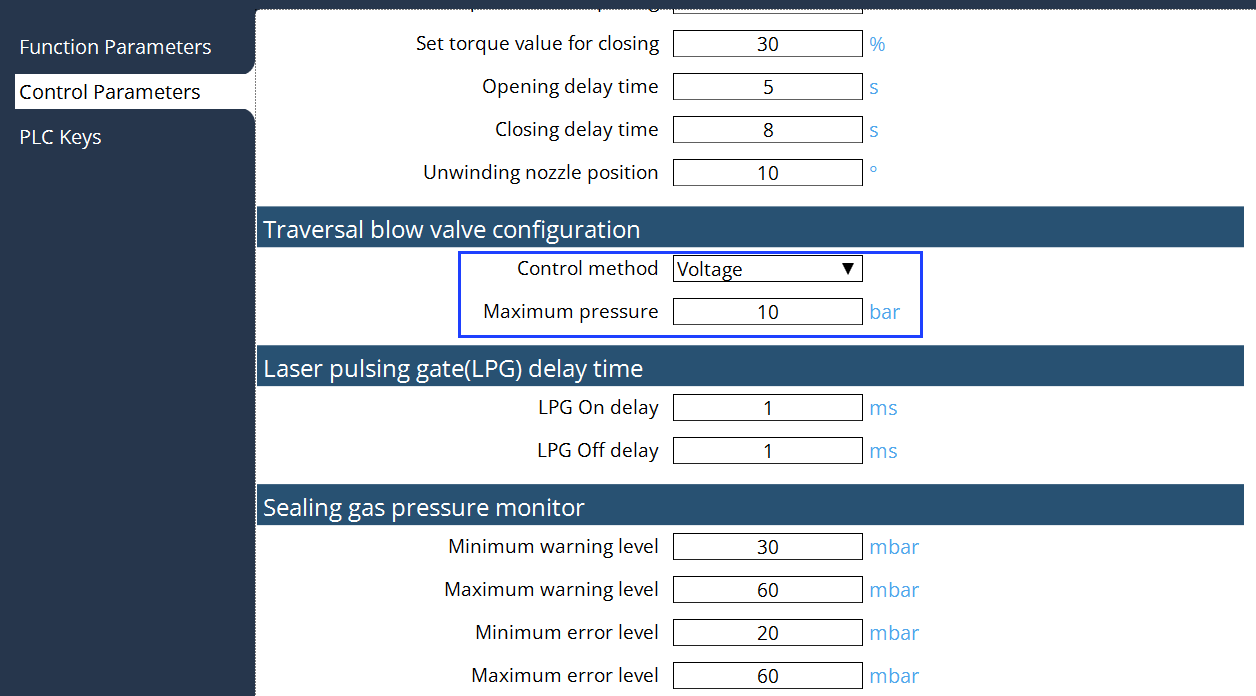 Function Parameters
Control Parameters
PLC Keys
Set torque value for closing 30 %
Opening delay time 5 s
Closing delay time 8 s
Unwinding nozzle position 10 °
Traversal blow valve configuration
Control method Voltage ▼
Maximum pressure 10 bar
Laser pulsing gate(LPG) delay time
LPG On delay 1 ms
LPG Off delay 1 ms
Sealing gas pressure monitor
Minimum warning level 30 mbar
Maximum warning level 60 mbar
Minimum error level 20 mbar
Maximum error level 60 mbar